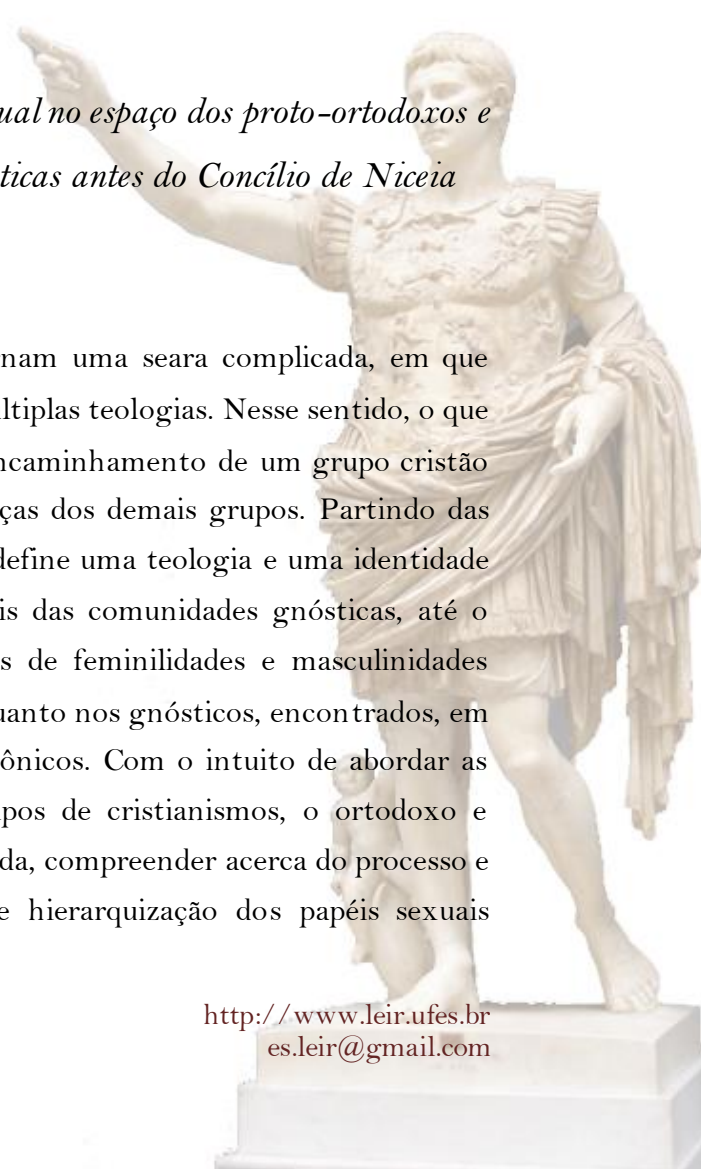 ual no espaço dos proto-ortodoxos e
ticas antes do Concílio de Niceia
nam uma seara complicada, em que
ltiplas teologias. Nesse sentido, o que
ncaminhamento de um grupo cristão
ças dos demais grupos. Partindo das
define uma teologia e uma identidade
is das comunidades gnósticas, até o
s de feminilidades e masculinidades
uanto nos gnósticos, encontrados, em
ônicos. Com o intuito de abordar as
pos de cristianismos, o ortodoxo e
da, compreender acerca do processo e
e hierarquização dos papéis sexuais
http://www.leir.ufes.br
es.leir@gmail.com